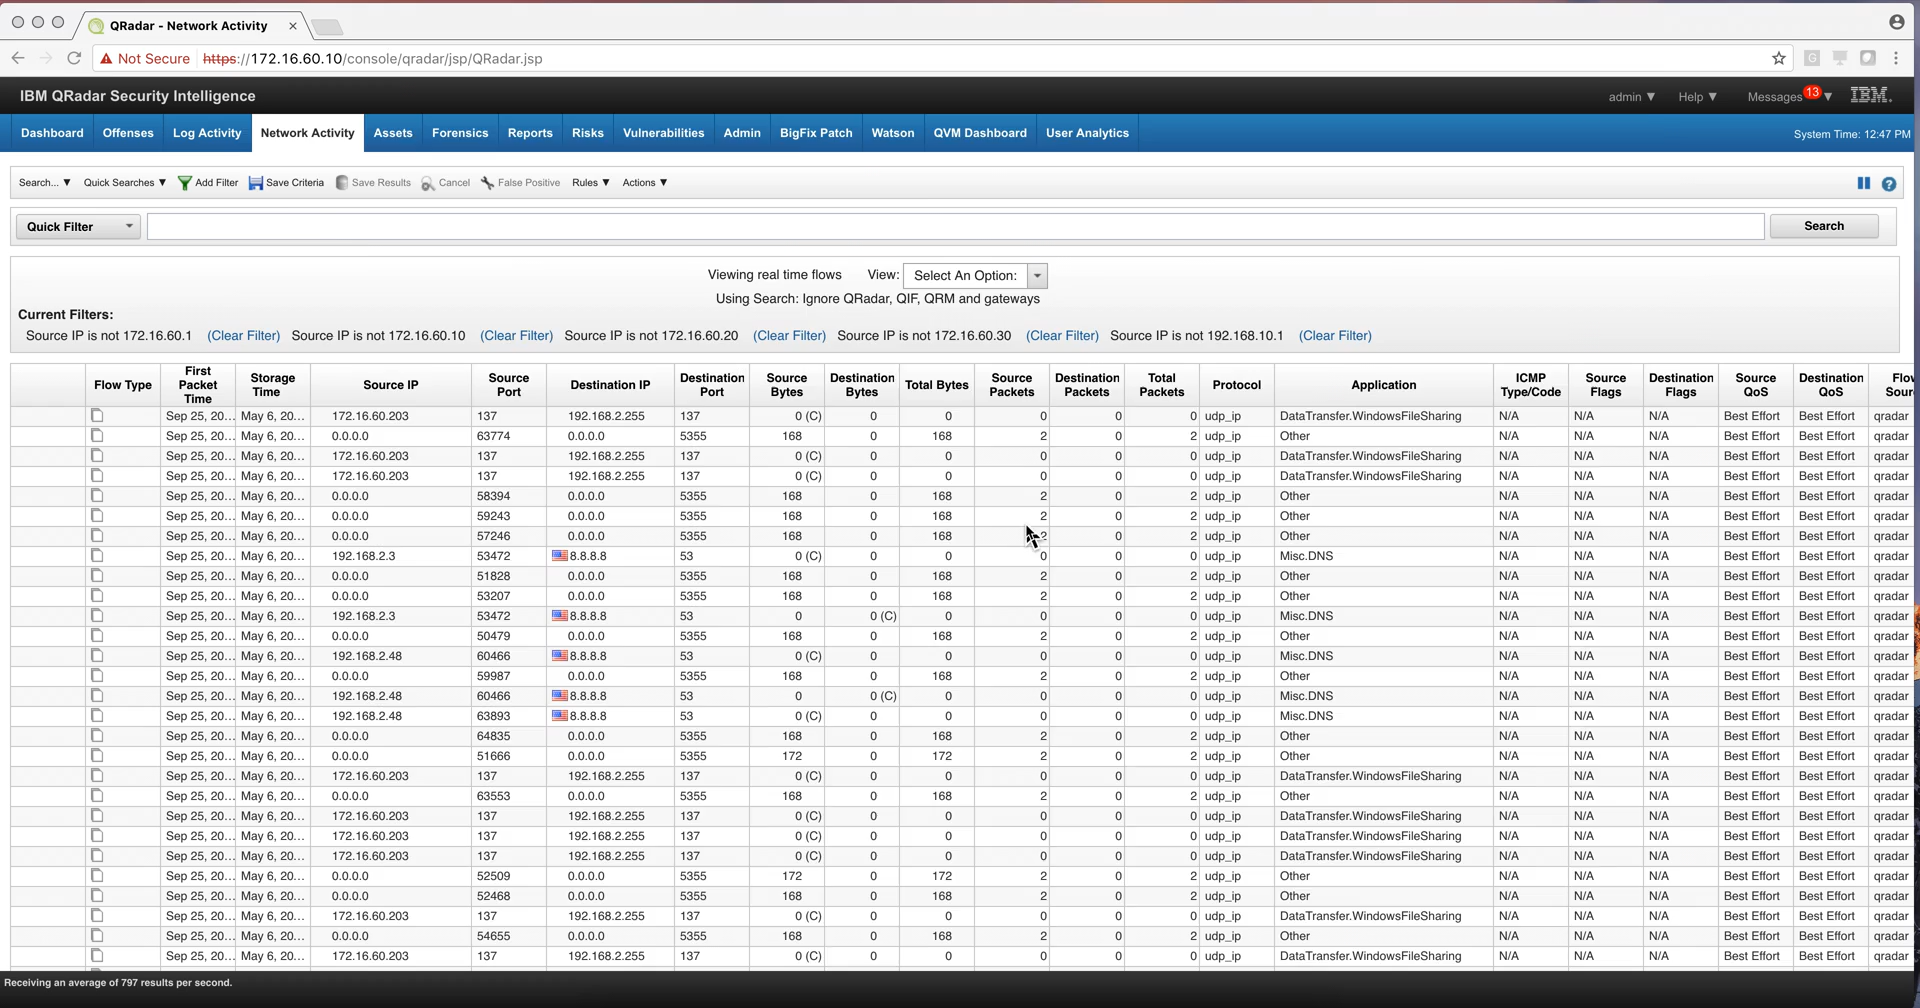 QRadar - Network Activity
Not Secure https://172.16.60.10/console/qradar/jsp/QRadar.jsp
IBM QRadar Security Intelligence
admin ▼ Help ▼ Messages 13 ▼ IBM.
Dashboard Offenses Log Activity Network Activity Assets Forensics Reports Risks Vulnerabilities Admin BigFix Patch Watson QVM Dashboard User Analytics System Time: 12:47 PM
Search... ▼ Quick Searches ▼ Add Filter Save Criteria Save Results Cancel False Positive Rules ▼ Actions ▼
Quick Filter Search
Viewing real time flows View: Select An Option:
Using Search: Ignore QRadar, QIF, QRM and gateways
Current Filters:
Source IP is not 172.16.60.1 (Clear Filter) Source IP is not 172.16.60.10 (Clear Filter) Source IP is not 172.16.60.20 (Clear Filter) Source IP is not 172.16.60.30 (Clear Filter) Source IP is not 192.168.10.1 (Clear Filter)
Flow Type First Packet Time Storage Time Source IP Source Port Destination IP Destination Port Source Bytes Destination Bytes Total Bytes Source Packets Destination Packets Total Packets Protocol Application ICMP Type/Code Source Flags Destination Flags Source QoS Destination QoS Flow Sour
Sep 25, 20... May 6, 20... 172.16.60.203 137 192.168.2.255 137 0 (C) 0 0 0 0 0 udp_ip DataTransfer.WindowsFileSharing N/A N/A N/A Best Effort Best Effort qradar
Sep 25, 20... May 6, 20... 0.0.0.0 63774 0.0.0.0 5355 168 0 168 2 0 2 udp_ip Other N/A N/A N/A Best Effort Best Effort qradar
Sep 25, 20... May 6, 20... 172.16.60.203 137 192.168.2.255 137 0 (C) 0 0 0 0 0 udp_ip DataTransfer.WindowsFileSharing N/A N/A N/A Best Effort Best Effort qradar
Sep 25, 20... May 6, 20... 172.16.60.203 137 192.168.2.255 137 0 (C) 0 0 0 0 0 udp_ip DataTransfer.WindowsFileSharing N/A N/A N/A Best Effort Best Effort qradar
Sep 25, 20... May 6, 20... 0.0.0.0 58394 0.0.0.0 5355 168 0 168 2 0 2 udp_ip Other N/A N/A N/A Best Effort Best Effort qradar
Sep 25, 20... May 6, 20... 0.0.0.0 59243 0.0.0.0 5355 168 0 168 2 0 2 udp_ip Other N/A N/A N/A Best Effort Best Effort qradar
Sep 25, 20... May 6, 20... 0.0.0.0 57246 0.0.0.0 5355 168 0 168 2 0 2 udp_ip Other N/A N/A N/A Best Effort Best Effort qradar
Sep 25, 20... May 6, 20... 192.168.2.3 53472 8.8.8.8 53 0 (C) 0 0 0 0 0 udp_ip Misc.DNS N/A N/A N/A Best Effort Best Effort qradar
Sep 25, 20... May 6, 20... 0.0.0.0 51828 0.0.0.0 5355 168 0 168 2 0 2 udp_ip Other N/A N/A N/A Best Effort Best Effort qradar
Sep 25, 20... May 6, 20... 0.0.0.0 53207 0.0.0.0 5355 168 0 168 2 0 2 udp_ip Other N/A N/A N/A Best Effort Best Effort qradar
Sep 25, 20... May 6, 20... 192.168.2.3 53472 8.8.8.8 53 0 0 (C) 0 0 0 0 udp_ip Misc.DNS N/A N/A N/A Best Effort Best Effort qradar
Sep 25, 20... May 6, 20... 0.0.0.0 50479 0.0.0.0 5355 168 0 168 2 0 2 udp_ip Other N/A N/A N/A Best Effort Best Effort qradar
Sep 25, 20... May 6, 20... 192.168.2.48 60466 8.8.8.8 53 0 (C) 0 0 0 0 0 udp_ip Misc.DNS N/A N/A N/A Best Effort Best Effort qradar
Sep 25, 20... May 6, 20... 0.0.0.0 59987 0.0.0.0 5355 168 0 168 2 0 2 udp_ip Other N/A N/A N/A Best Effort Best Effort qradar
Sep 25, 20... May 6, 20... 192.168.2.48 60466 8.8.8.8 53 0 0 (C) 0 0 0 0 udp_ip Misc.DNS N/A N/A N/A Best Effort Best Effort qradar
Sep 25, 20... May 6, 20... 192.168.2.48 63893 8.8.8.8 53 0 (C) 0 0 0 0 0 udp_ip Misc.DNS N/A N/A N/A Best Effort Best Effort qradar
Sep 25, 20... May 6, 20... 0.0.0.0 64835 0.0.0.0 5355 168 0 168 2 0 2 udp_ip Other N/A N/A N/A Best Effort Best Effort qradar
Sep 25, 20... May 6, 20... 0.0.0.0 51666 0.0.0.0 5355 172 0 172 2 0 2 udp_ip Other N/A N/A N/A Best Effort Best Effort qradar
Sep 25, 20... May 6, 20... 172.16.60.203 137 192.168.2.255 137 0 (C) 0 0 0 0 0 udp_ip DataTransfer.WindowsFileSharing N/A N/A N/A Best Effort Best Effort qradar
Sep 25, 20... May 6, 20... 0.0.0.0 63553 0.0.0.0 5355 168 0 168 2 0 2 udp_ip Other N/A N/A N/A Best Effort Best Effort qradar
Sep 25, 20... May 6, 20... 172.16.60.203 137 192.168.2.255 137 0 (C) 0 0 0 0 0 udp_ip DataTransfer.WindowsFileSharing N/A N/A N/A Best Effort Best Effort qradar
Sep 25, 20... May 6, 20... 172.16.60.203 137 192.168.2.255 137 0 (C) 0 0 0 0 0 udp_ip DataTransfer.WindowsFileSharing N/A N/A N/A Best Effort Best Effort qradar
Sep 25, 20... May 6, 20... 172.16.60.203 137 192.168.2.255 137 0 (C) 0 0 0 0 0 udp_ip DataTransfer.WindowsFileSharing N/A N/A N/A Best Effort Best Effort qradar
Sep 25, 20... May 6, 20... 0.0.0.0 52509 0.0.0.0 5355 172 0 172 2 0 2 udp_ip Other N/A N/A N/A Best Effort Best Effort qradar
Sep 25, 20... May 6, 20... 0.0.0.0 52468 0.0.0.0 5355 168 0 168 2 0 2 udp_ip Other N/A N/A N/A Best Effort Best Effort qradar
Sep 25, 20... May 6, 20... 172.16.60.203 137 192.168.2.255 137 0 (C) 0 0 0 0 0 udp_ip DataTransfer.WindowsFileSharing N/A N/A N/A Best Effort Best Effort qradar
Sep 25, 20... May 6, 20... 0.0.0.0 54655 0.0.0.0 5355 168 0 168 2 0 2 udp_ip Other N/A N/A N/A Best Effort Best Effort qradar
Sep 25, 20... May 6, 20... 172.16.60.203 137 192.168.2.255 137 0 (C) 0 0 0 0 0 udp_ip DataTransfer.WindowsFileSharing N/A N/A N/A Best Effort Best Effort qradar
Receiving an average of 797 results per second.